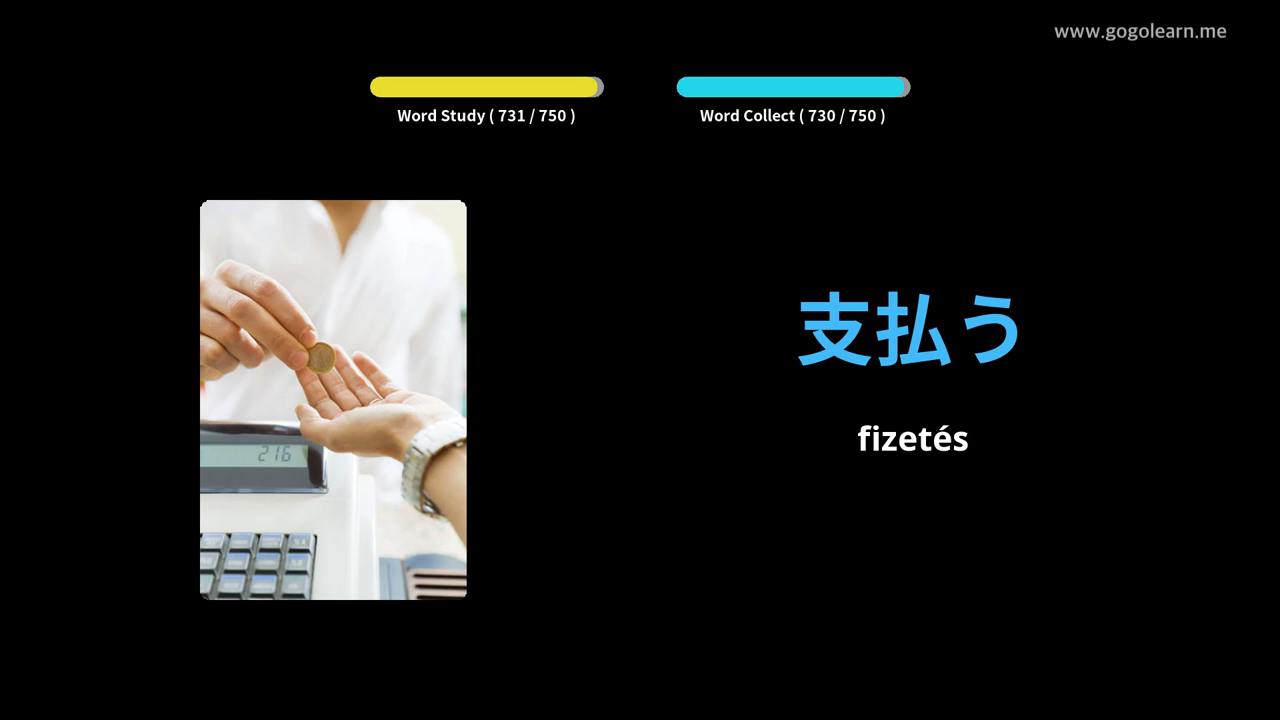 www.gogolearn.me
Word Study ( 731 / 750 )
Word Collect ( 730 / 750 )
216
支払う
fizetés